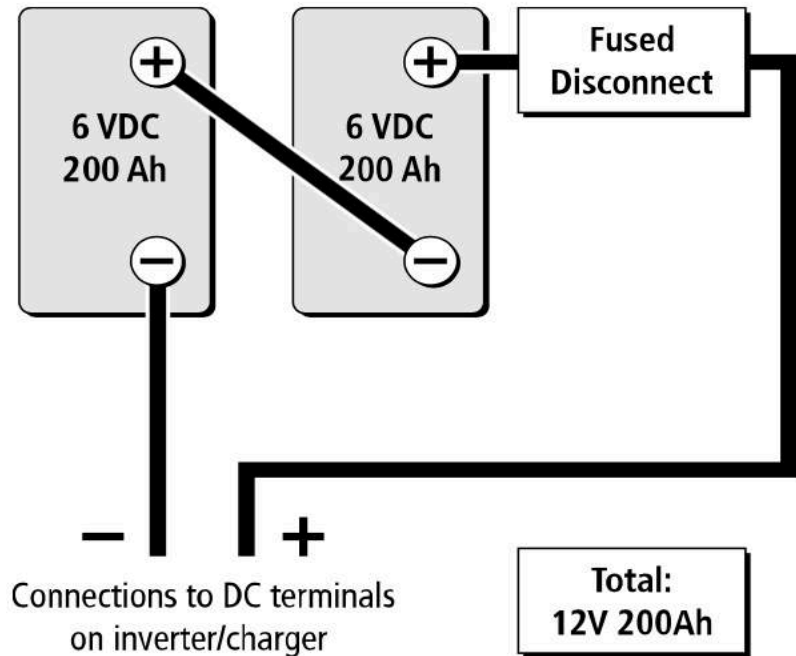 +
6 VDC
200 Ah
−
+
6 VDC
200 Ah
−
Fused
Disconnect
− +
Connections to DC terminals
on inverter/charger
Total:
12V 200Ah